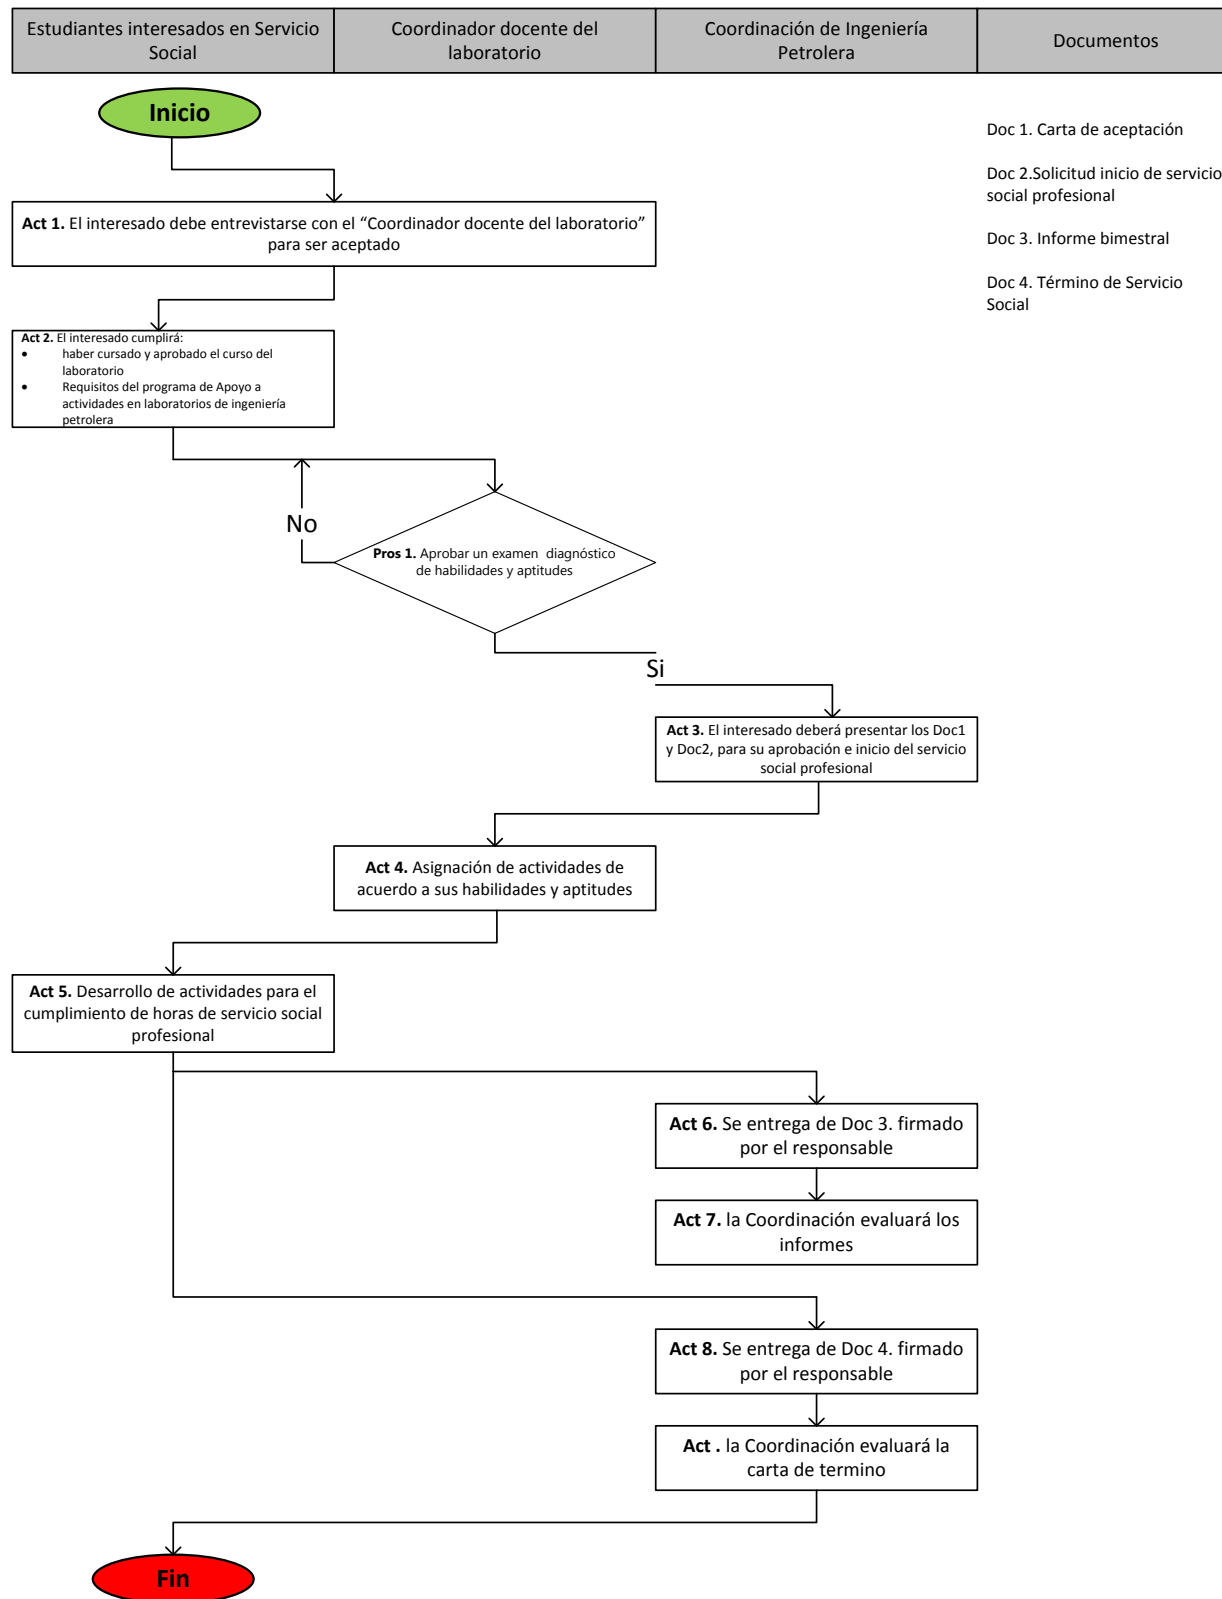 Estudiantes interesados en Servicio
Social
Coordinador docente del
laboratorio
Coordinación de Ingeniería
Petrolera
Documentos
Inicio
Doc 1. Carta de aceptación
Doc 2.Solicitud inicio de servicio
social profesional
Doc 3. Informe bimestral
Doc 4. Término de Servicio
Social
Act 1. El interesado debe entrevistarse con el “Coordinador docente del laboratorio”
para ser aceptado
Act 2. El interesado cumplirá:
• haber cursado y aprobado el curso del
laboratorio
• Requisitos del programa de Apoyo a
actividades en laboratorios de ingeniería
petrolera
No
Pros 1. Aprobar un examen diagnóstico
de habilidades y aptitudes
Si
Act 3. El interesado deberá presentar los Doc1
y Doc2, para su aprobación e inicio del servicio
social profesional
Act 4. Asignación de actividades de
acuerdo a sus habilidades y aptitudes
Act 5. Desarrollo de actividades para el
cumplimiento de horas de servicio social
profesional
Act 6. Se entrega de Doc 3. firmado
por el responsable
Act 7. la Coordinación evaluará los
informes
Act 8. Se entrega de Doc 4. firmado
por el responsable
Act . la Coordinación evaluará la
carta de termino
Fin